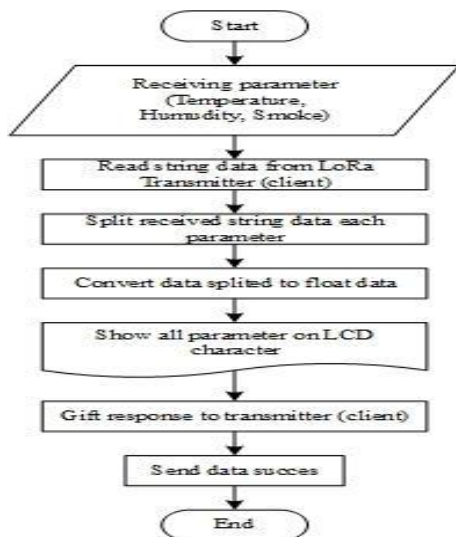 Start
Receiving parameter
(Temperature,
Humudity, Smoke)
Read string data from LoRa
Transmitter (client)
Split received string data each
parameter
Convert data splited to float data
Show all parameter on LCD
character
Gift response to transmitter (client)
Send data succes
End